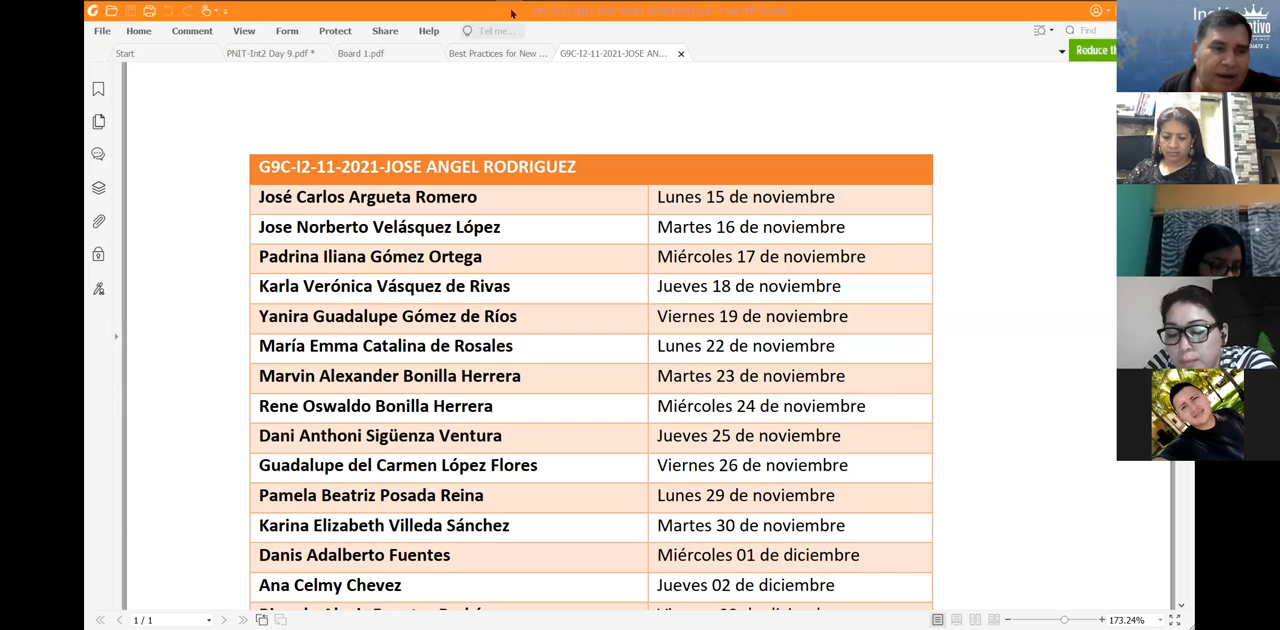 File Home Comment View Form Protect Share Help Tell me... Find
Start PNIT-Int2 Day 9.pdf * Board 1.pdf Best Practices for New ... G9C-I2-11-2021-JOSE AN...
Reduce th
G9C-I2-11-2021-JOSE ANGEL RODRIGUEZ
José Carlos Argueta Romero Lunes 15 de noviembre
Jose Norberto Velásquez López Martes 16 de noviembre
Padrina Iliana Gómez Ortega Miércoles 17 de noviembre
Karla Verónica Vásquez de Rivas Jueves 18 de noviembre
Yanira Guadalupe Gómez de Ríos Viernes 19 de noviembre
María Emma Catalina de Rosales Lunes 22 de noviembre
Marvin Alexander Bonilla Herrera Martes 23 de noviembre
Rene Oswaldo Bonilla Herrera Miércoles 24 de noviembre
Dani Anthoni Sigüenza Ventura Jueves 25 de noviembre
Guadalupe del Carmen López Flores Viernes 26 de noviembre
Pamela Beatriz Posada Reina Lunes 29 de noviembre
Karina Elizabeth Villeda Sánchez Martes 30 de noviembre
Danis Adalberto Fuentes Miércoles 01 de diciembre
Ana Celmy Chevez Jueves 02 de diciembre
1 / 1 173.24%